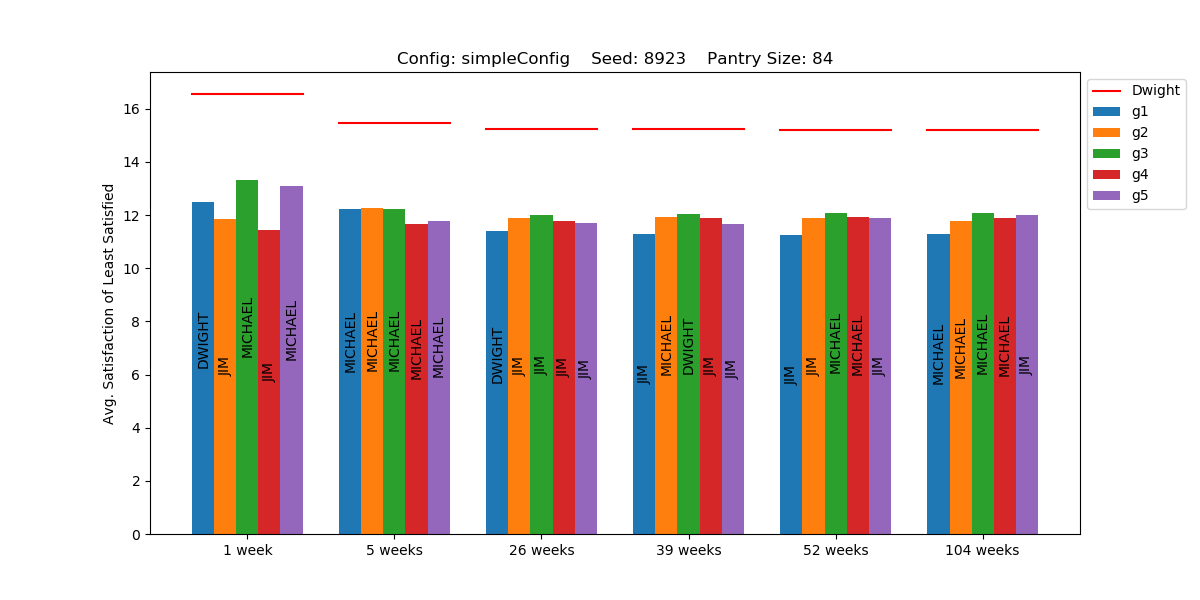 Config: simpleConfig    Seed: 8923    Pantry Size: 84
Avg. Satisfaction of Least Satisfied
16
14
12
10
8
6
4
2
0
DWIGHT
JIM
MICHAEL
JIM
MICHAEL
MICHAEL
MICHAEL
MICHAEL
MICHAEL
MICHAEL
DWIGHT
JIM
JIM
JIM
JIM
JIM
MICHAEL
DWIGHT
JIM
JIM
JIM
JIM
MICHAEL
MICHAEL
JIM
MICHAEL
MICHAEL
MICHAEL
MICHAEL
JIM
1 week
5 weeks
26 weeks
39 weeks
52 weeks
104 weeks
Dwight
g1
g2
g3
g4
g5